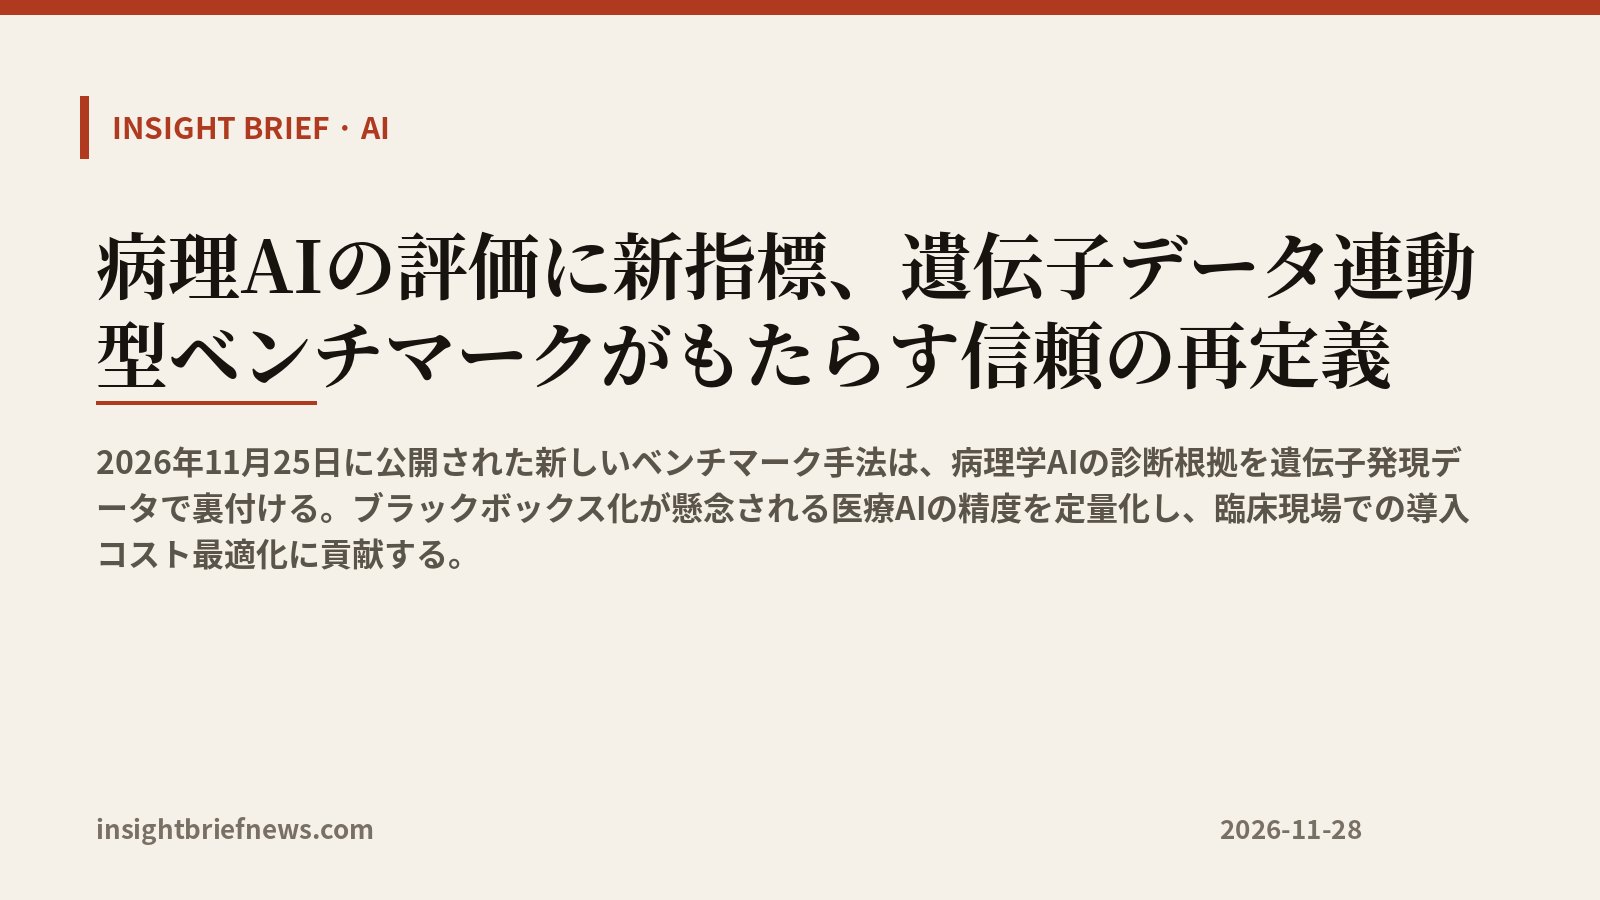 INSIGHT BRIEF · AI
病理AIの評価に新指標、遺伝子データ連動
型ベンチマークがもたらす信頼の再定義
2026年11月25日に公開された新しいベンチマーク手法は、病理学AIの診断根拠を遺伝子発現デ
ータで裏付ける。ブラックボックス化が懸念される医療AIの精度を定量化し、臨床現場での導入
コスト最適化に貢献する。
insightbriefnews.com
2026-11-28